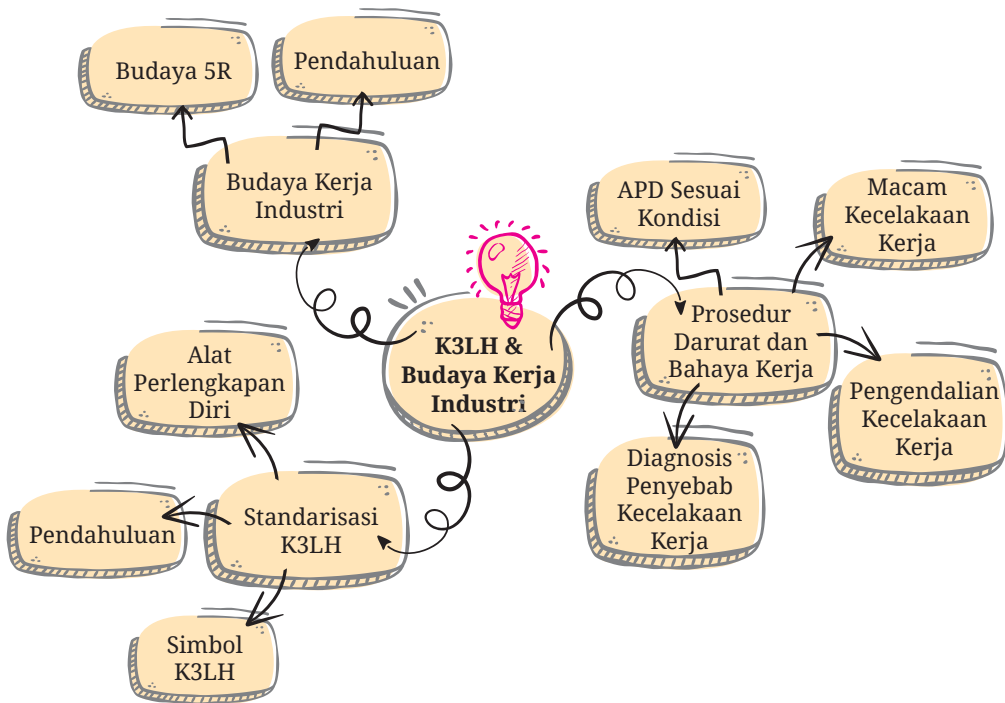 Budaya 5R
Pendahuluan
Budaya Kerja
Industri
APD Sesuai
Kondisi
Macam
Kecelakaan
Kerja
K3LH &
Budaya Kerja
Industri
Prosedur
Darurat dan
Bahaya Kerja
Alat
Perlengkapan
Diri
Pengendalian
Kecelakaan
Kerja
Diagnosis
Penyebab
Kecelakaan
Kerja
Pendahuluan
Standarisasi
K3LH
Simbol
K3LH